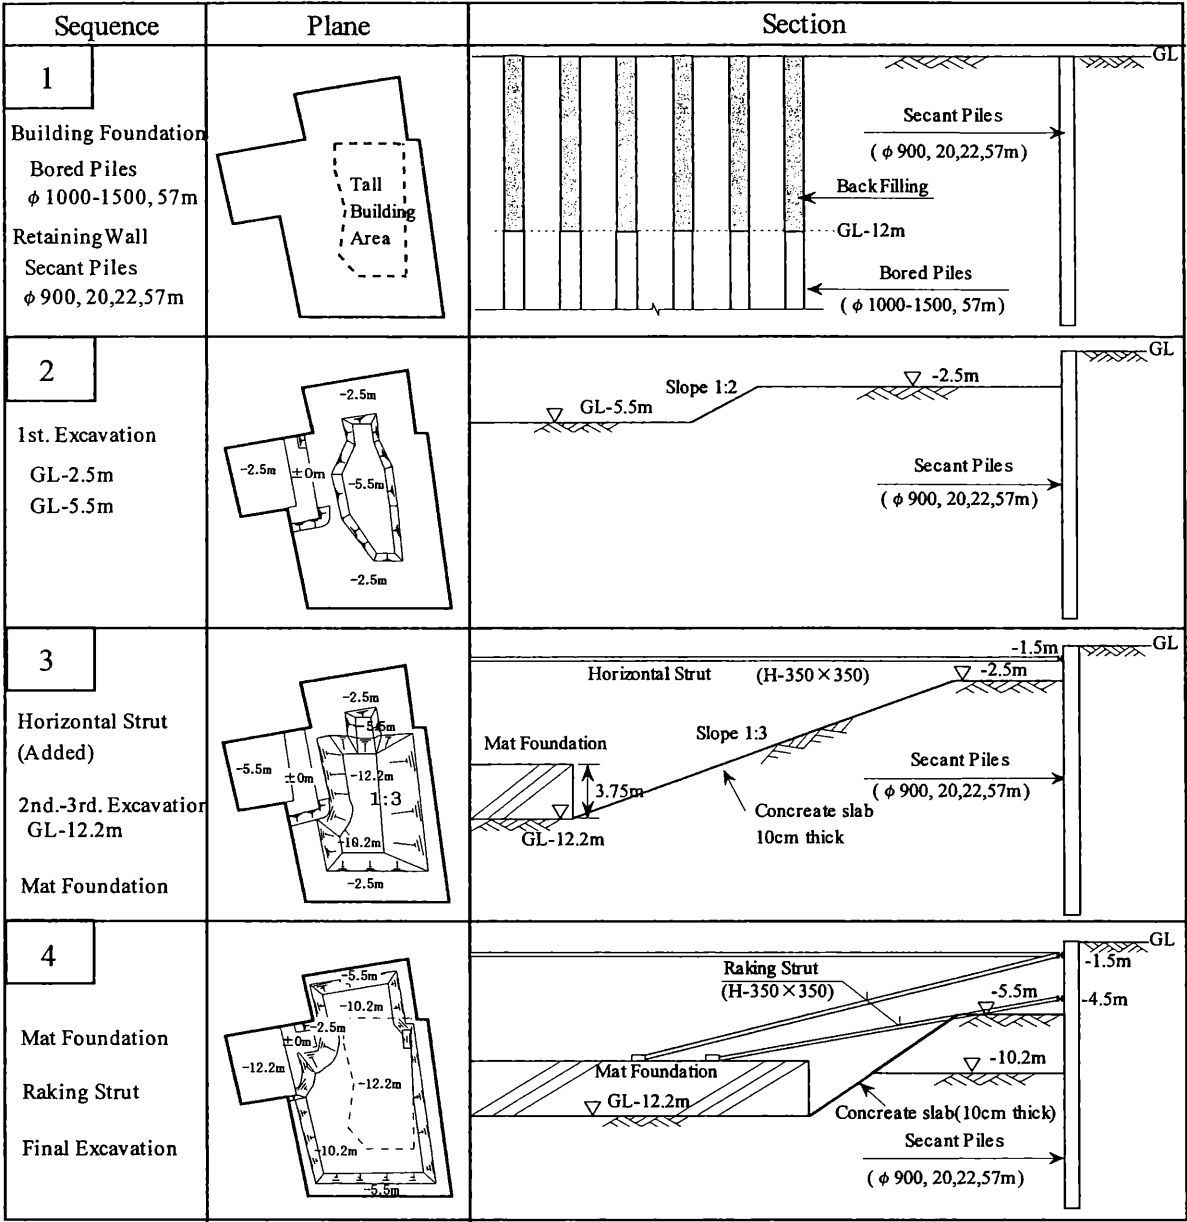 Sequence
Plane
Section
1
Building Foundation
Bored Piles
ϕ 1000-1500, 57m
Retaining Wall
Secant Piles
ϕ 900, 20,22,57m
Tall
Building
Area
GL
Secant Piles
( ϕ 900, 20,22,57m)
Back Filling
GL-12m
Bored Piles
( ϕ 1000-1500, 57m)
2
1st. Excavation
GL-2.5m
GL-5.5m
-2.5m
-2.5m
±0m
-5.5m
-2.5m
GL
Slope 1:2
-2.5m
GL-5.5m
Secant Piles
( ϕ 900, 20,22,57m)
3
Horizontal Strut
(Added)
2nd.-3rd. Excavation
GL-12.2m
Mat Foundation
-2.5m
-5.5m
-5.5m
±0m
-12.2m
1:3
-10.2m
-2.5m
GL
-1.5m
Horizontal Strut
(H-350×350)
-2.5m
Slope 1:3
Mat Foundation
3.75m
Secant Piles
( ϕ 900, 20,22,57m)
Concreate slab
10cm thick
GL-12.2m
4
Mat Foundation
Raking Strut
Final Excavation
-5.5m
-10.2m
-2.5m
±0m
-12.2m
-12.2m
-10.2m
-5.5m
GL
-1.5m
Raking Strut
(H-350×350)
-5.5m
-4.5m
-10.2m
Mat Foundation
GL-12.2m
Concreate slab(10cm thick)
Secant Piles
( ϕ 900, 20,22,57m)